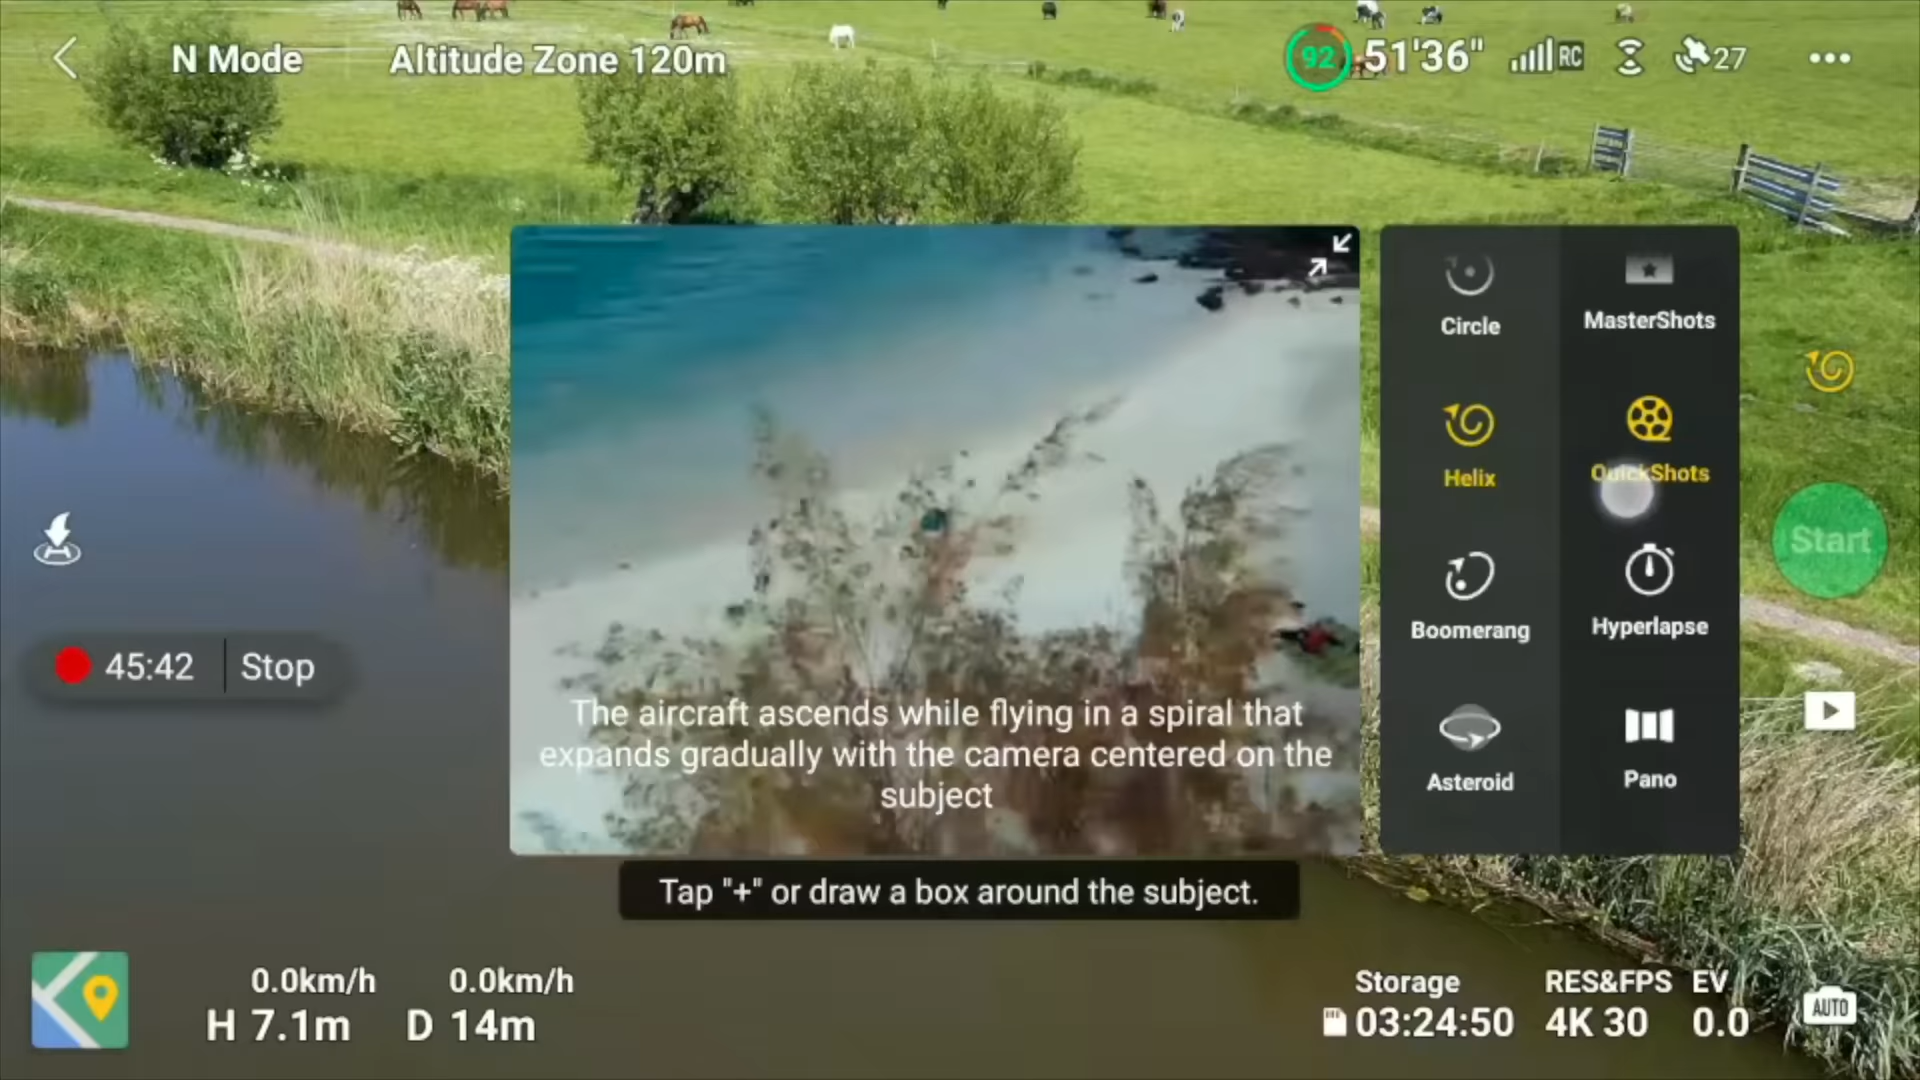 N Mode
Altitude Zone 120m
92
51'36"
RC
27
Circle
MasterShots
Helix
QuickShots
Boomerang
Hyperlapse
Asteroid
Pano
Start
45:42
Stop
The aircraft ascends while flying in a spiral that
expands gradually with the camera centered on the
subject
Tap "+" or draw a box around the subject.
0.0km/h
0.0km/h
H 7.1m
D 14m
Storage
RES&FPS
EV
03:24:50
4K 30
0.0
AUTO